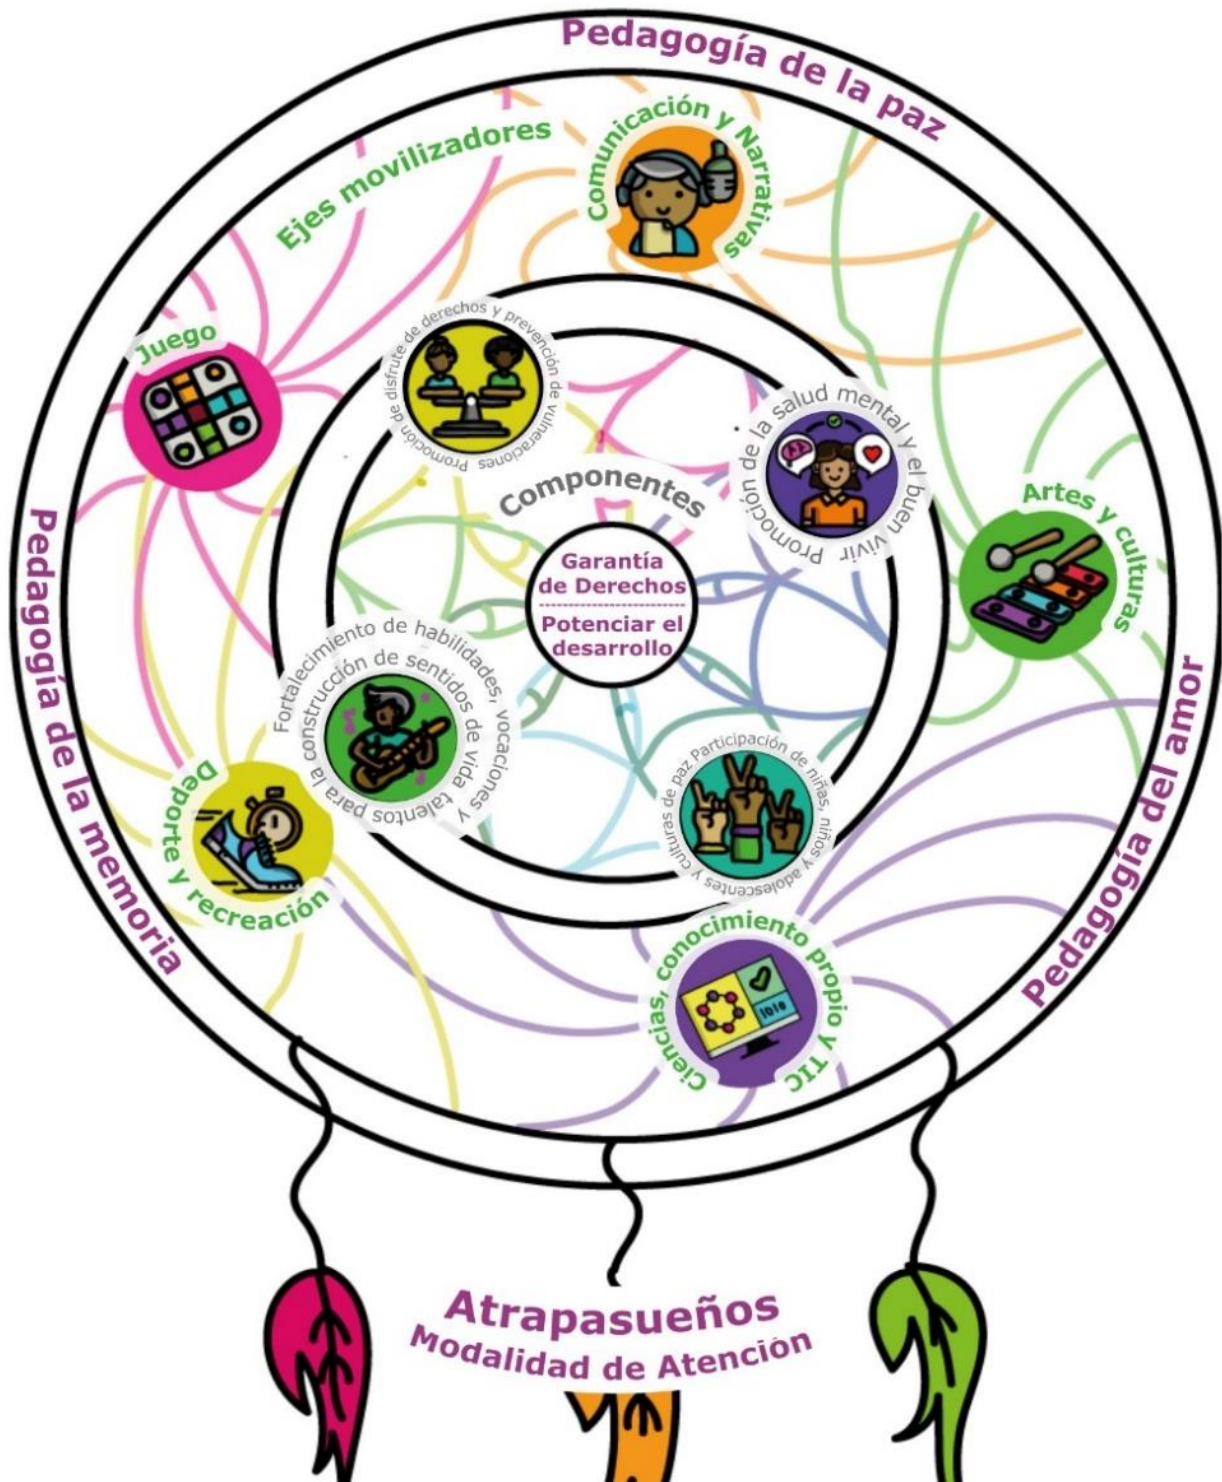 Pedagogía de la paz
Ejes movilizadores
Comunicación y Narrativas
Juego
Promoción de disfrute de derechos y prevención de vulneraciones
Promoción de la salud mental y el buen vivir
Componentes
Artes y culturas
Garantía
de Derechos
Potenciar el
desarrollo
Pedagogía de la memoria
Fortalecimiento de habilidades, vocaciones y
talentos para la construcción de sentidos de vida
Participación de niñas, niños y adolescentes y culturas de paz
Pedagogía del amor
Deporte y recreación
Ciencias, conocimiento propio y TIC
1010
Atrapasueños
Modalidad de Atención